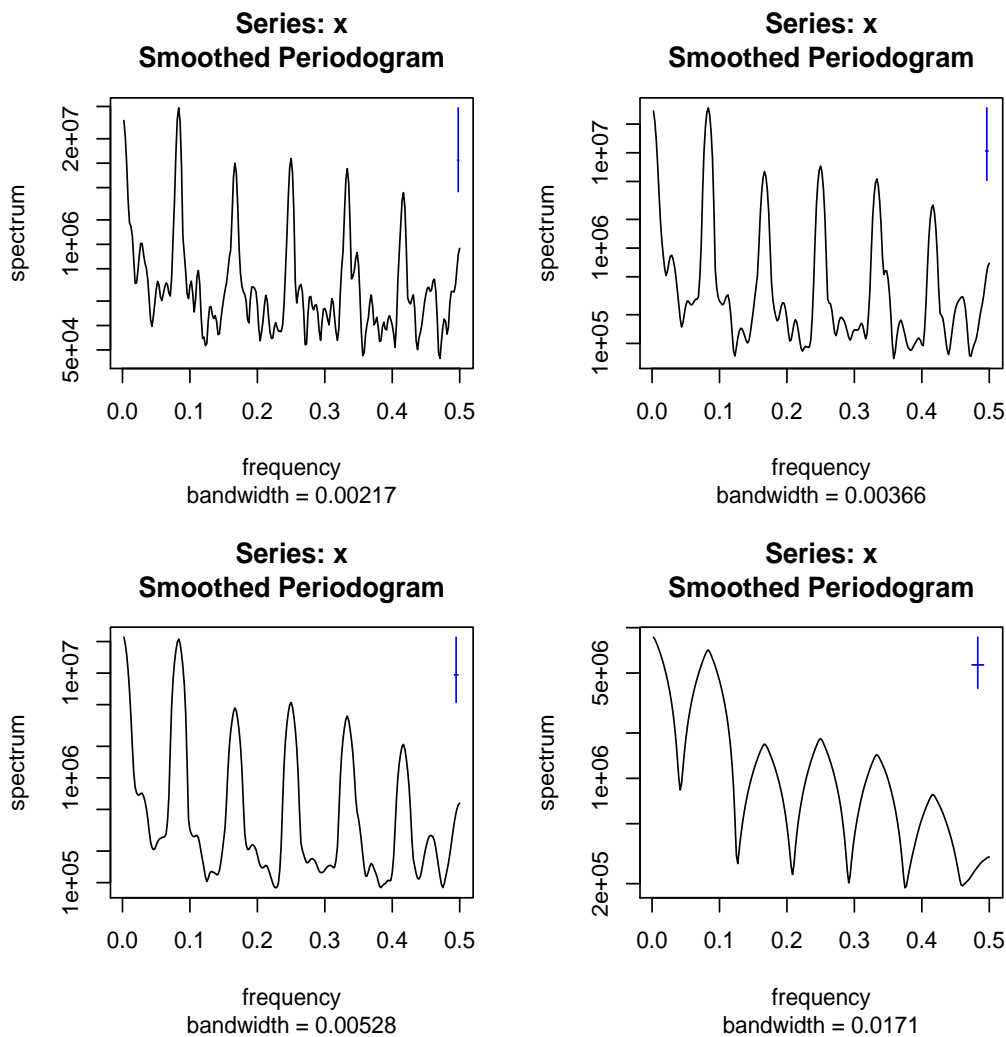 Series: x
Smoothed Periodogram
spectrum
5e+04 1e+06 2e+07
0.0 0.1 0.2 0.3 0.4 0.5
frequency
bandwidth = 0.00217
Series: x
Smoothed Periodogram
spectrum
1e+05 1e+06 1e+07
0.0 0.1 0.2 0.3 0.4 0.5
frequency
bandwidth = 0.00366
Series: x
Smoothed Periodogram
spectrum
1e+05 1e+06 1e+07
0.0 0.1 0.2 0.3 0.4 0.5
frequency
bandwidth = 0.00528
Series: x
Smoothed Periodogram
spectrum
2e+05 1e+06 5e+06
0.0 0.1 0.2 0.3 0.4 0.5
frequency
bandwidth = 0.0171